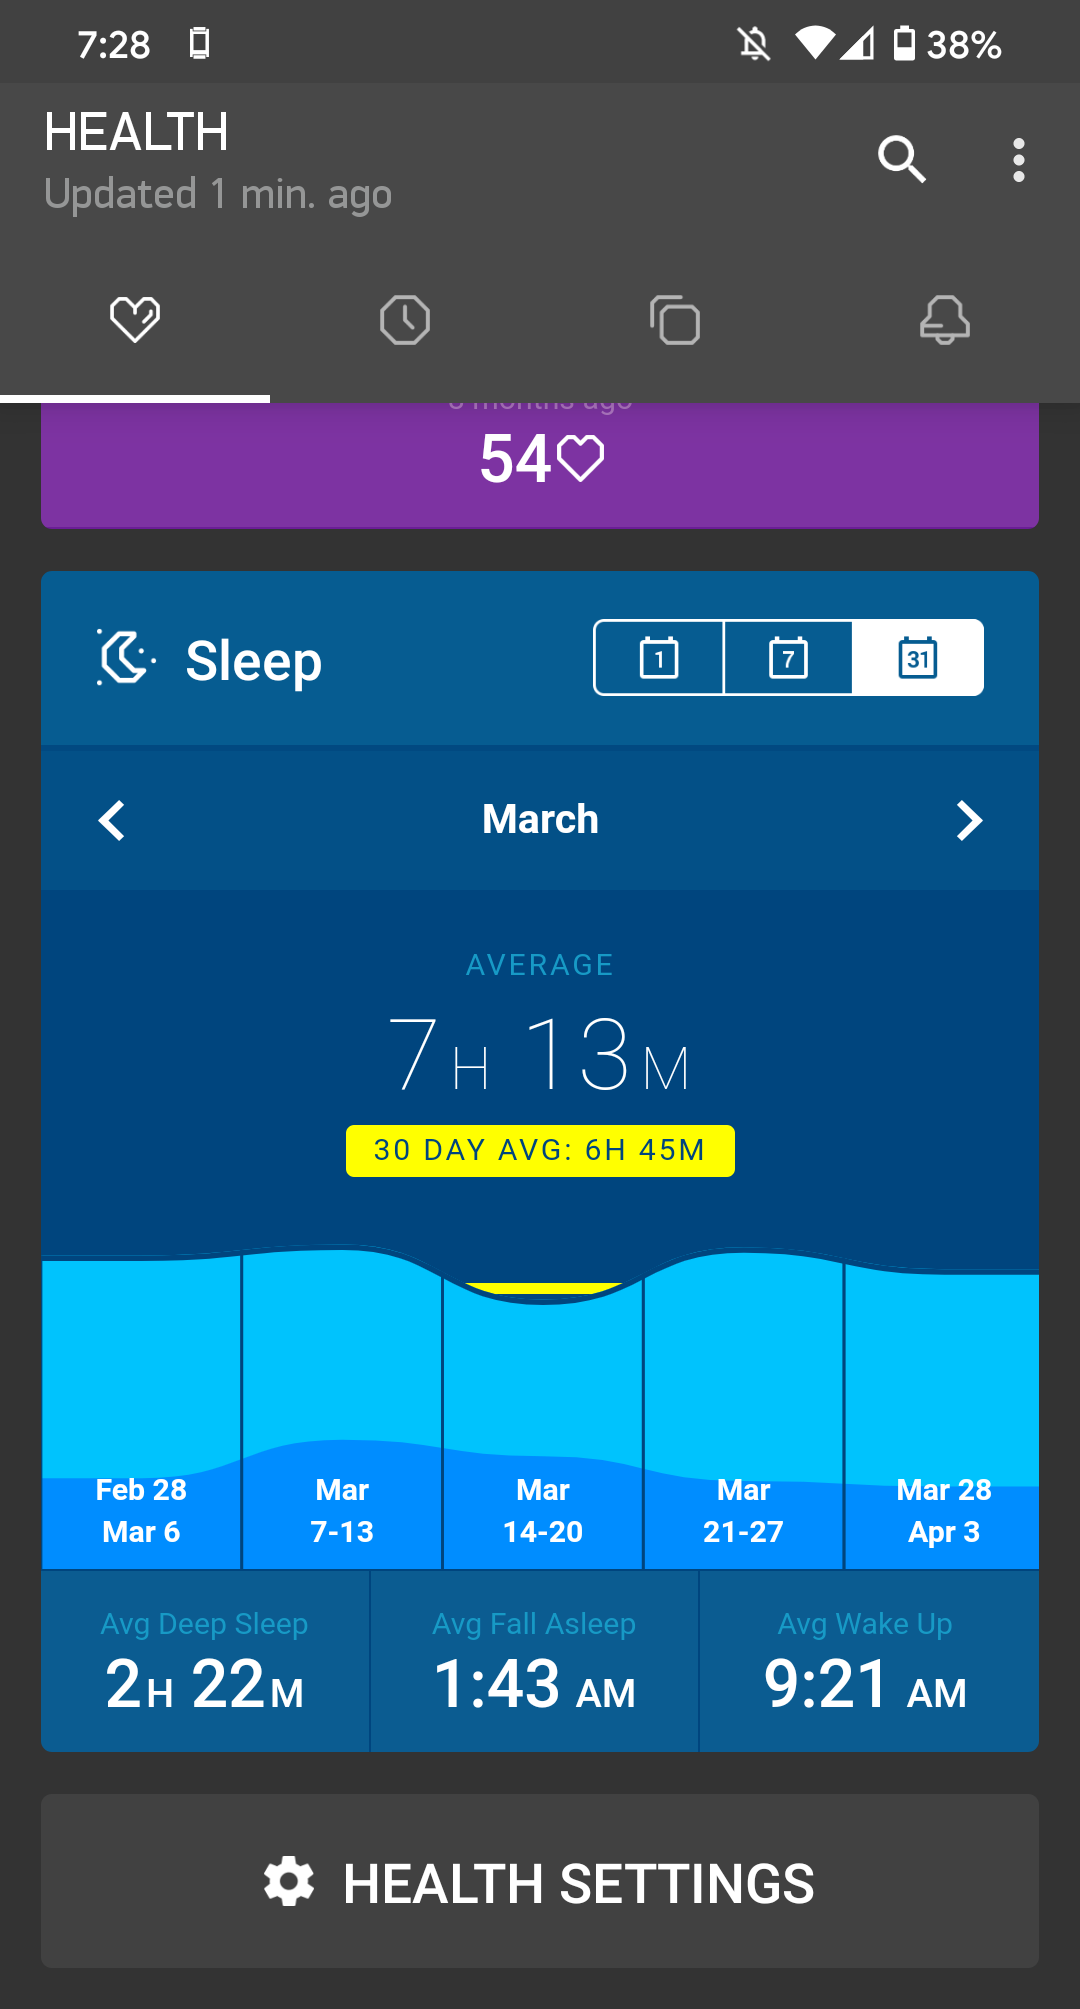 7:28 38%
HEALTH
Updated 1 min. ago
months ago
54
Sleep 1 7 31
March
AVERAGE
7H 13M
30 DAY AVG: 6H 45M
Feb 28 Mar Mar Mar Mar 28
Mar 6 7-13 14-20 21-27 Apr 3
Avg Deep Sleep Avg Fall Asleep Avg Wake Up
2H 22M 1:43 AM 9:21 AM
HEALTH SETTINGS